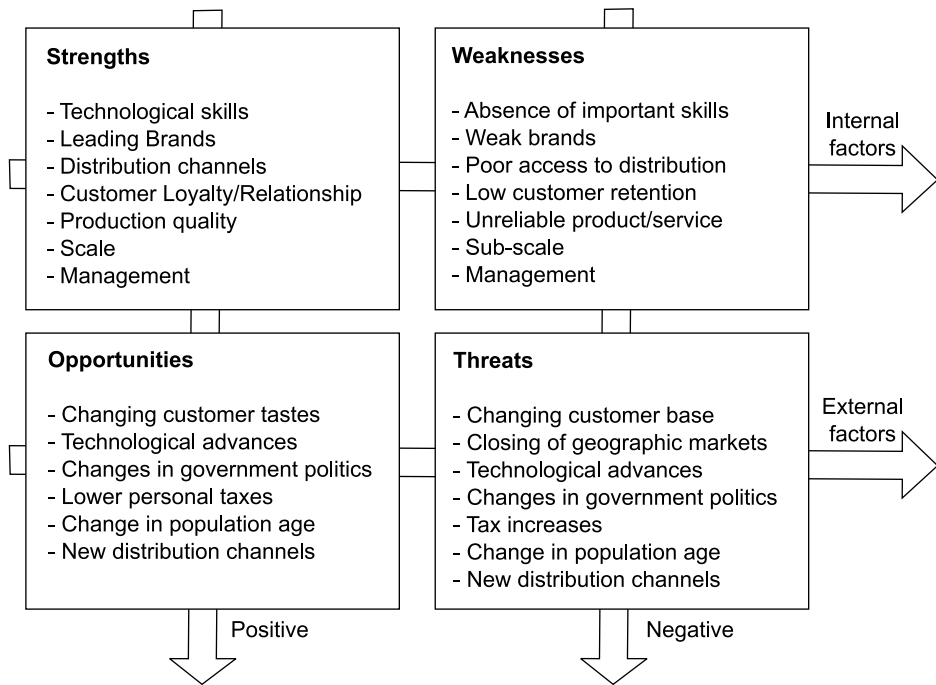 Strengths
- Technological skills
- Leading Brands
- Distribution channels
- Customer Loyalty/Relationship
- Production quality
- Scale
- Management
Weaknesses
- Absence of important skills
- Weak brands
- Poor access to distribution
- Low customer retention
- Unreliable product/service
- Sub-scale
- Management
Internal
factors
Opportunities
- Changing customer tastes
- Technological advances
- Changes in government politics
- Lower personal taxes
- Change in population age
- New distribution channels
Threats
- Changing customer base
- Closing of geographic markets
- Technological advances
- Changes in government politics
- Tax increases
- Change in population age
- New distribution channels
External
factors
Positive
Negative